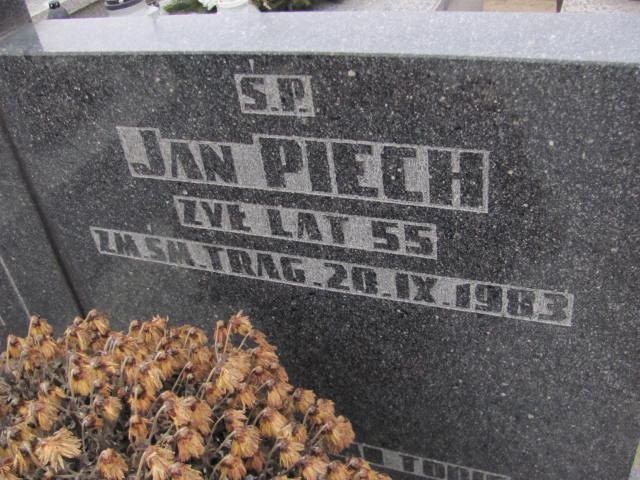 Ś.P.
JAN PIECH
ŻYŁ LAT 55
ZM.ŚM.TRAG.20.IX.1983